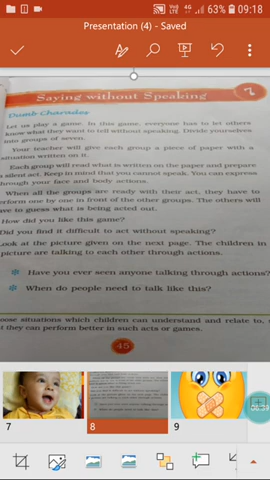 Vo) LTE 4G 63% 09:18
Presentation (4) - Saved
Saying without Speaking
7
Dumb Charades
Let us play a game. In this game, everyone has to let others
know what they want to tell without speaking. Divide yourselves
into groups of seven.
Your teacher will give each group a piece of paper with a
situation written on it.
Each group will read what is written on the paper and prepare
silent act. Keep in mind that you cannot speak. You can express
through your face and body actions.
When all the groups are ready with their act, they have to
erform one by one in front of the other groups. The others will
ve to guess what is being acted out.
How did you like this game?
Did you find it difficult to act without speaking?
Look at the picture given on the next page. The children in
picture are talking to each other through actions.
Have you ever seen anyone talking through actions?
When do people need to talk like this?
oose situations which children can understand and relate to,
t they can perform better in such acts or games.
45
7
8
9